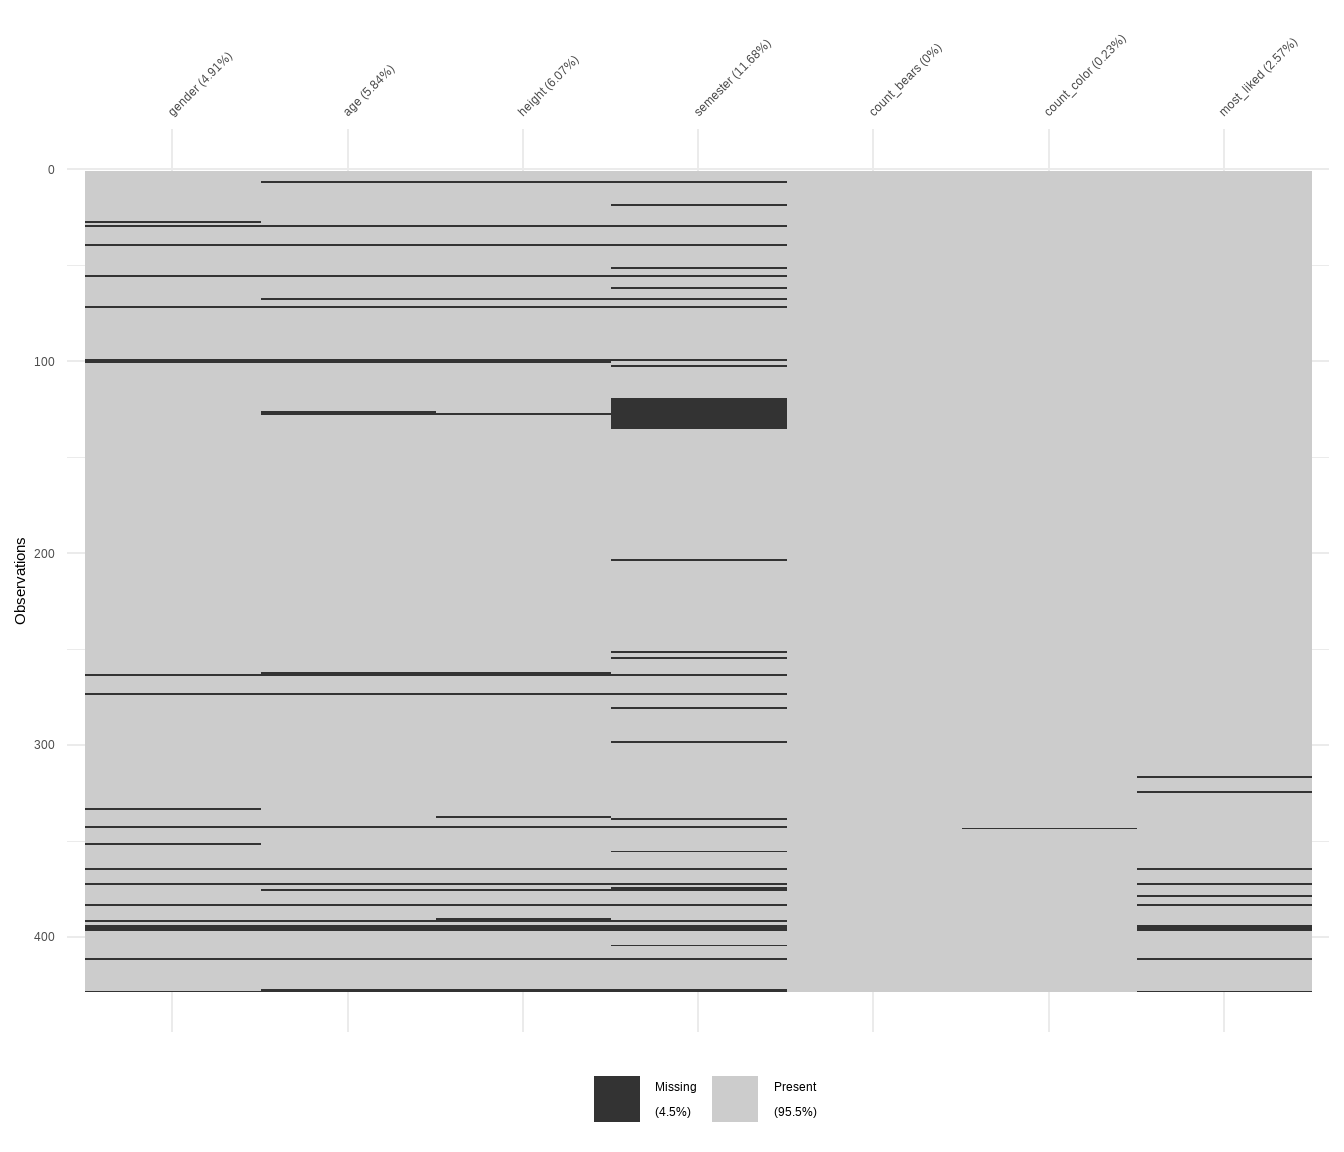 gender (4.91%)
age (5.84%)
height (6.07%)
semester (11.68%)
count_bears (0%)
count_color (0.23%)
most_liked (2.57%)
0
100
200
300
400
Observations
Missing
(4.5%)
Present
(95.5%)